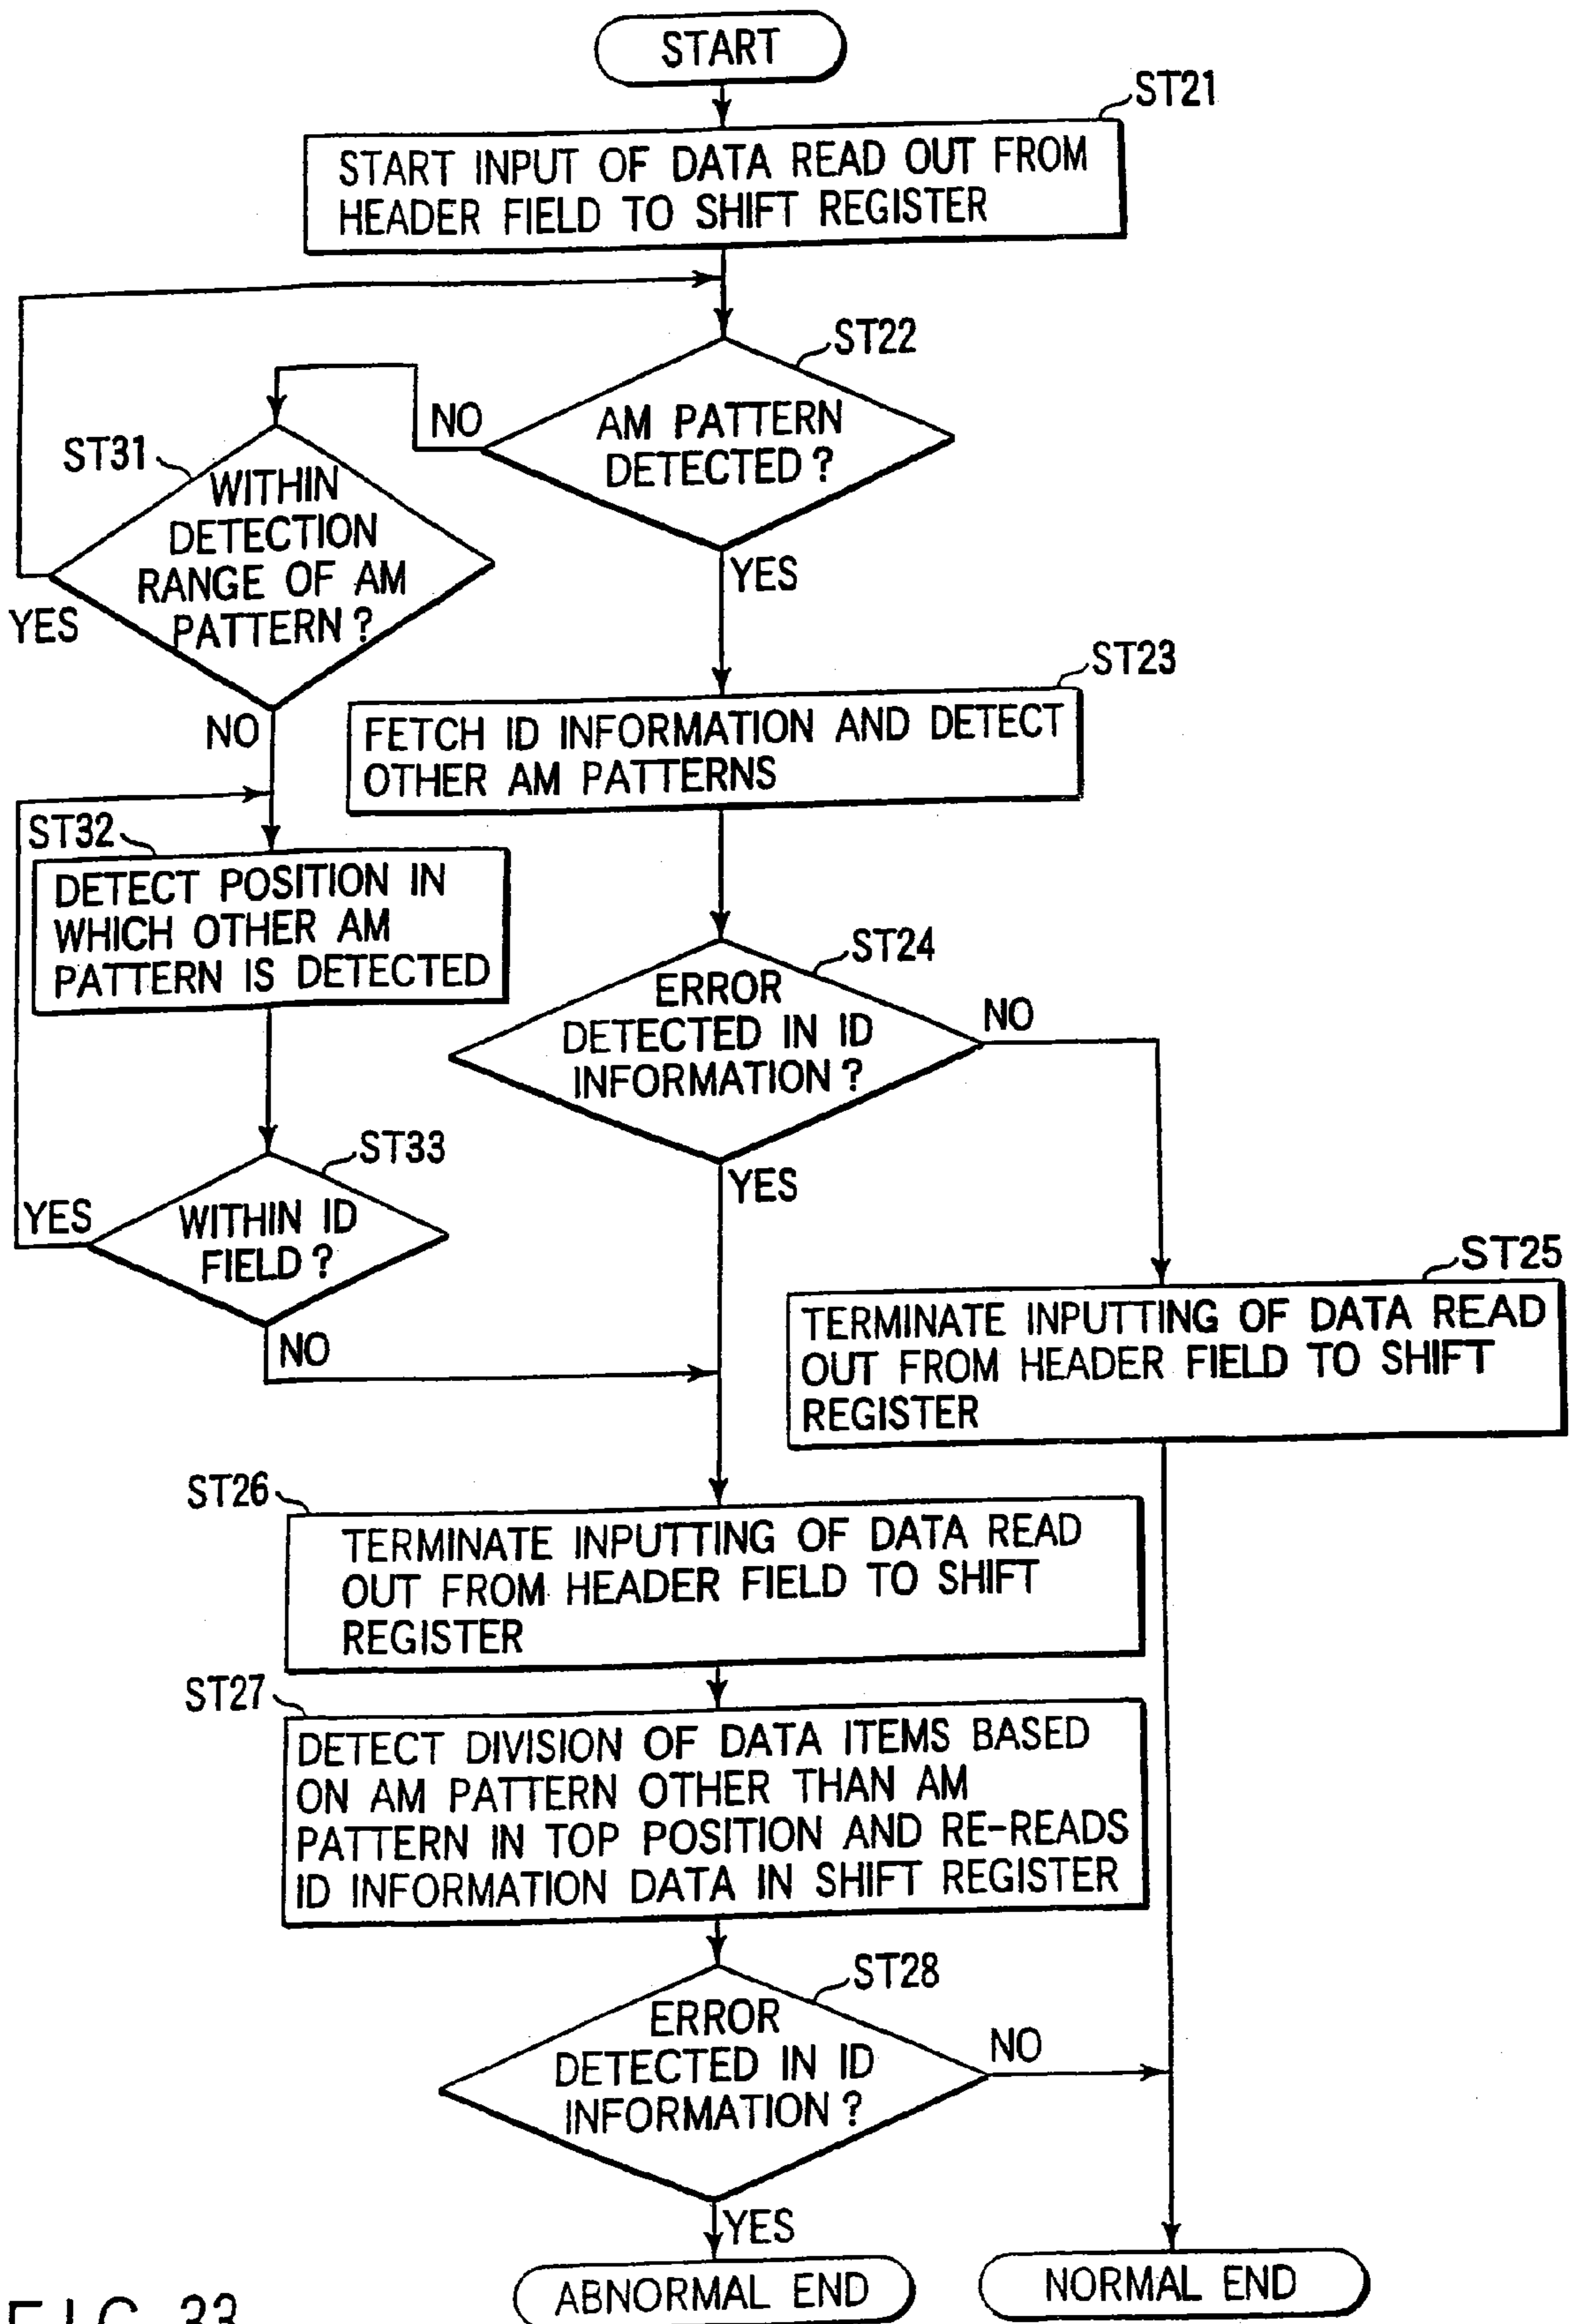 START
ST21
START INPUT OF DATA READ OUT FROM
HEADER FIELD TO SHIFT REGISTER
ST22
AM PATTERN
DETECTED?
NO
YES
ST31
WITHIN
DETECTION
RANGE OF AM
PATTERN?
YES
NO
ST23
FETCH ID INFORMATION AND DETECT
OTHER AM PATTERNS
ST32
DETECT POSITION IN
WHICH OTHER AM
PATTERN IS DETECTED
ST24
ERROR
DETECTED IN ID
INFORMATION?
NO
YES
ST33
WITHIN ID
FIELD?
YES
NO
ST25
TERMINATE INPUTTING OF DATA READ
OUT FROM HEADER FIELD TO SHIFT
REGISTER
ST26
TERMINATE INPUTTING OF DATA READ
OUT FROM HEADER FIELD TO SHIFT
REGISTER
ST27
DETECT DIVISION OF DATA ITEMS BASED
ON AM PATTERN OTHER THAN AM
PATTERN IN TOP POSITION AND RE-READS
ID INFORMATION DATA IN SHIFT REGISTER
ST28
ERROR
DETECTED IN ID
INFORMATION?
NO
YES
ABNORMAL END
NORMAL END
FIG. 33